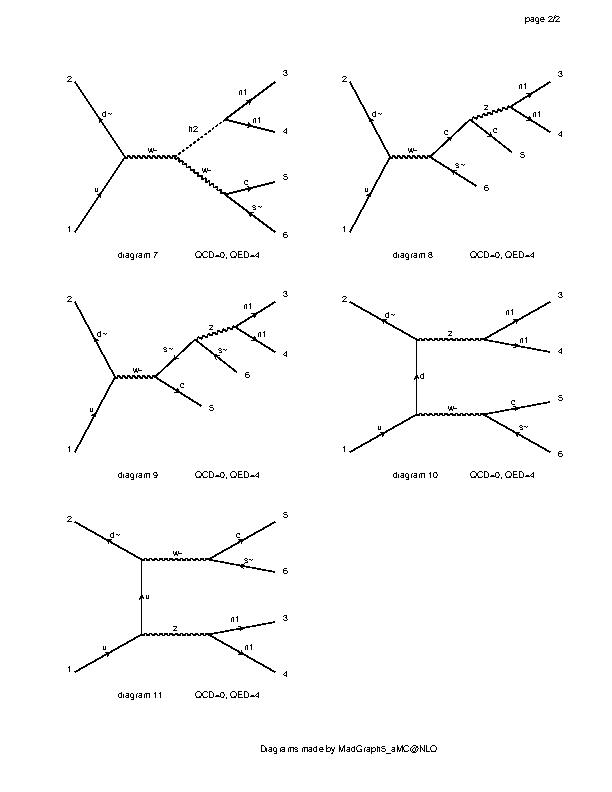 page 2/2
2 3
n1
d~ n1
h2 4
w-
w- 5
u c
s~
1 6
diagram 7 QCD=0, QED=4
2 3
n1
z
d~ n1
c 4
c
w- 5
s~
u 6
1
diagram 8 QCD=0, QED=4
2 3
n1
z
d~ n1
s~ 4
s~
w- 6
c
u 5
1
diagram 9 QCD=0, QED=4
2 3
n1
d~ z
n1
4
d
5
w- c
u s~
1 6
diagram 10 QCD=0, QED=4
2 5
c
d~ w-
s~
6
u
3
z n1
u n1
1 4
diagram 11 QCD=0, QED=4
Diagrams made by MadGraph5_aMC@NLO